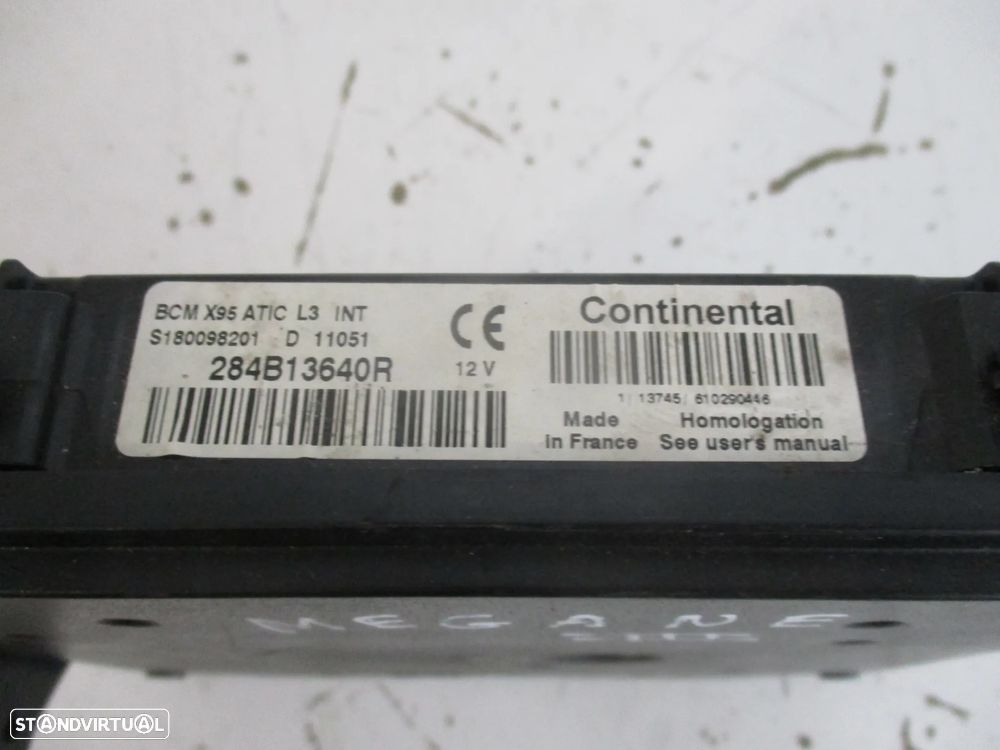 BCM X95 ATIC L3 INT
S180098201 D 11051
284B13640R
CE
12 V
Continental
1 13745 610290446
Made in France
Homologation See user's manual
MEGANE
STANDVIRTUAL